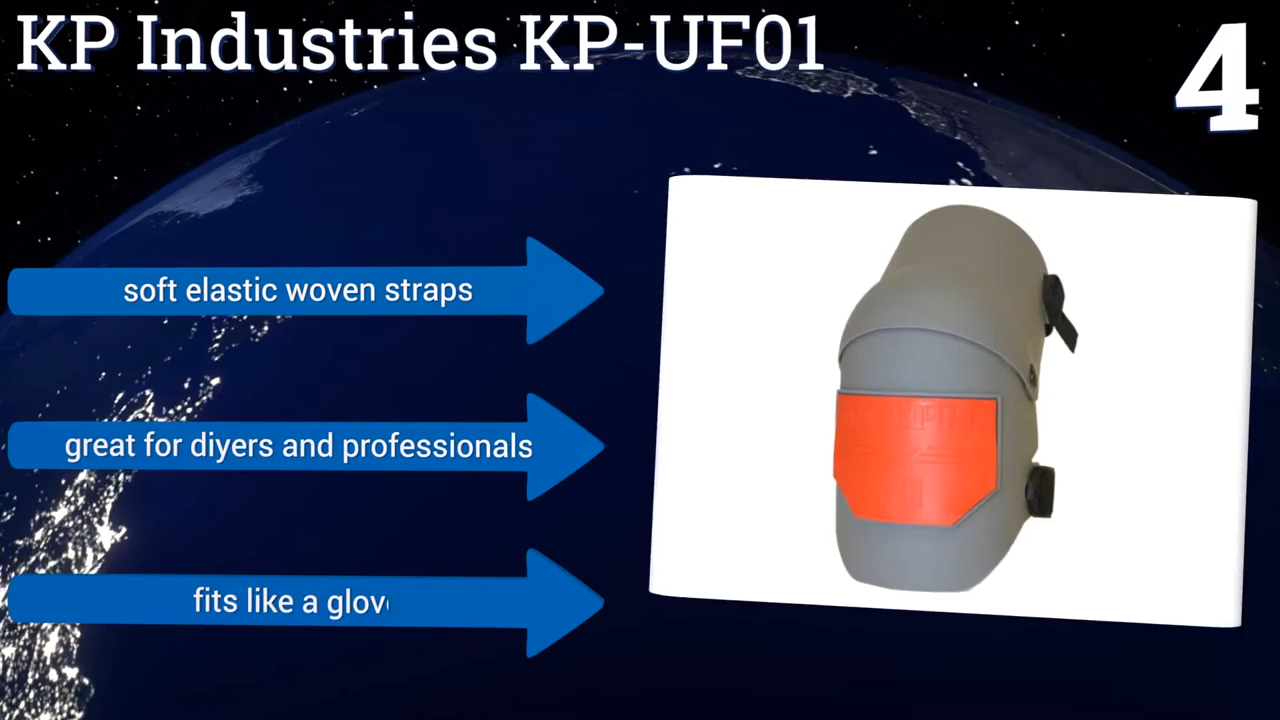 KP Industries KP-UF01
4
soft elastic woven straps
great for diyers and professionals
fits like a glov